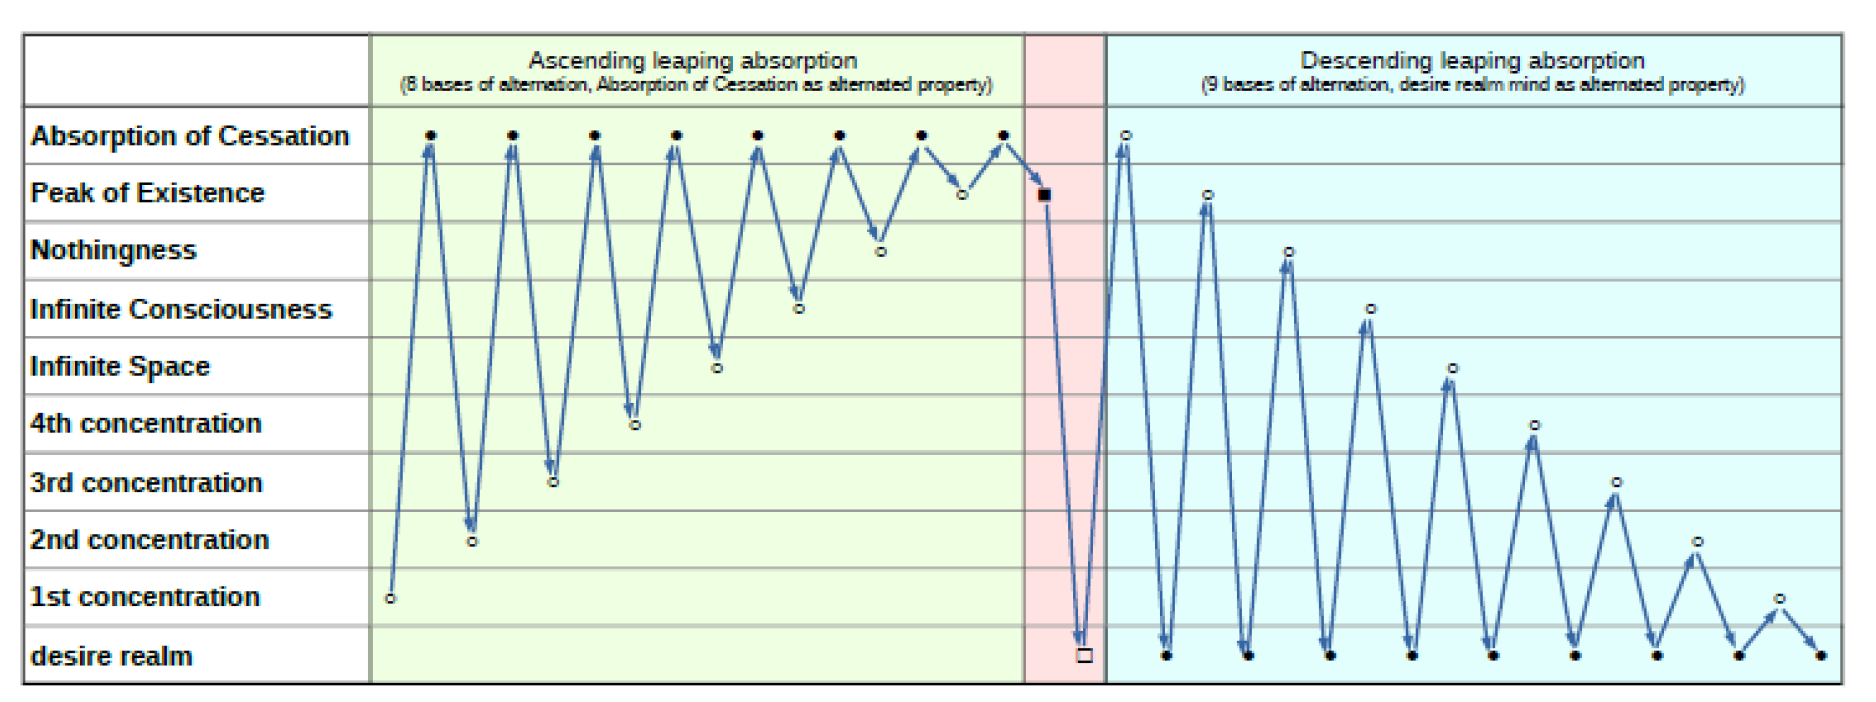 Ascending leaping absorption
(8 bases of alternation, Absorption of Cessation as alternated property)
Descending leaping absorption
(9 bases of alternation, desire realm mind as alternated property)
Absorption of Cessation
Peak of Existence
Nothingness
Infinite Consciousness
Infinite Space
4th concentration
3rd concentration
2nd concentration
1st concentration
desire realm